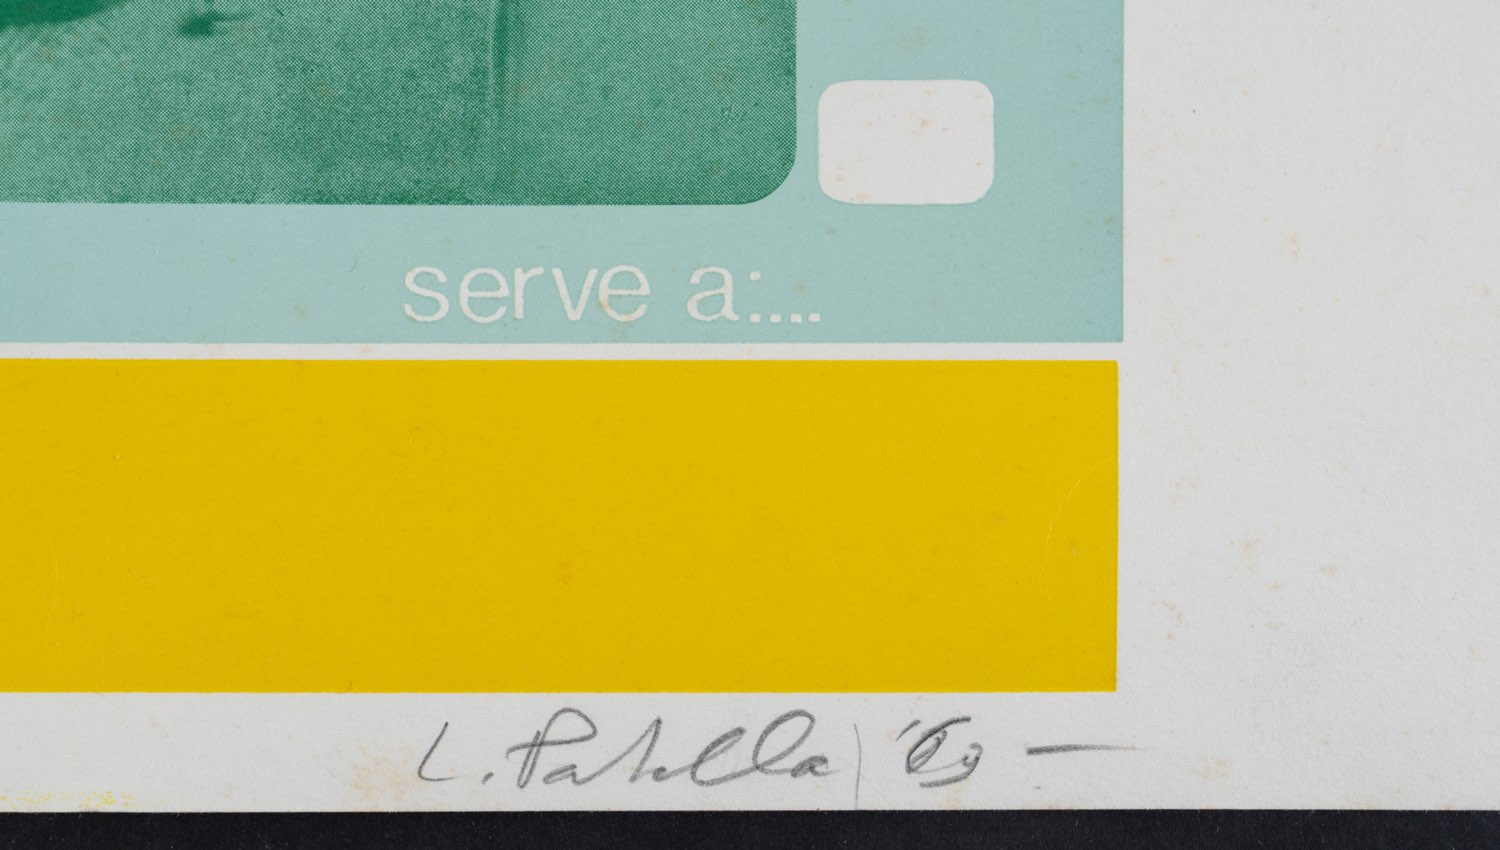 serve a:....
L. Patella '69 —